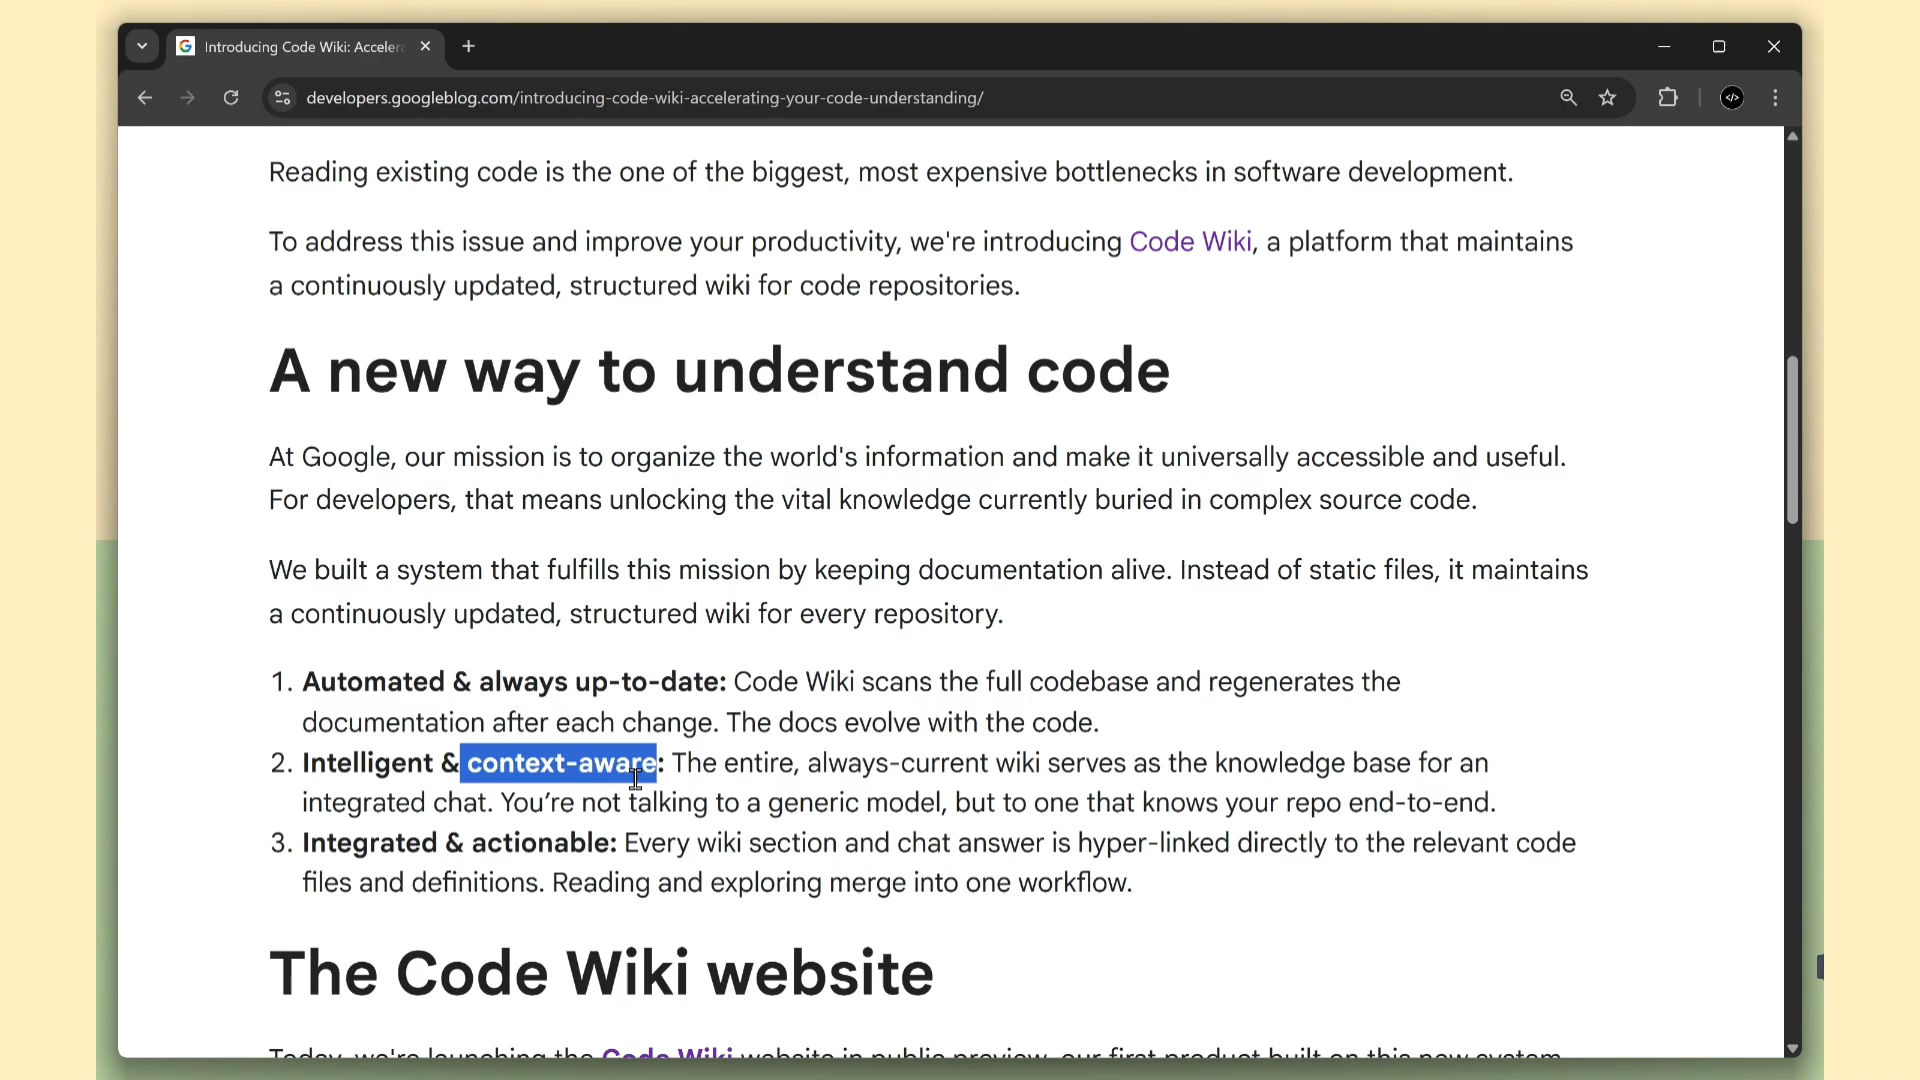 Introducing Code Wiki: Acceler
developers.googleblog.com/introducing-code-wiki-accelerating-your-code-understanding/
Reading existing code is the one of the biggest, most expensive bottlenecks in software development.
To address this issue and improve your productivity, we're introducing Code Wiki, a platform that maintains
a continuously updated, structured wiki for code repositories.
A new way to understand code
At Google, our mission is to organize the world's information and make it universally accessible and useful.
For developers, that means unlocking the vital knowledge currently buried in complex source code.
We built a system that fulfills this mission by keeping documentation alive. Instead of static files, it maintains
a continuously updated, structured wiki for every repository.
1. Automated & always up-to-date: Code Wiki scans the full codebase and regenerates the
documentation after each change. The docs evolve with the code.
2. Intelligent & context-aware: The entire, always-current wiki serves as the knowledge base for an
integrated chat. You’re not talking to a generic model, but to one that knows your repo end-to-end.
3. Integrated & actionable: Every wiki section and chat answer is hyper-linked directly to the relevant code
files and definitions. Reading and exploring merge into one workflow.
The Code Wiki website
Today, we're launching the Code Wiki website in public preview, our first product built on this new system.